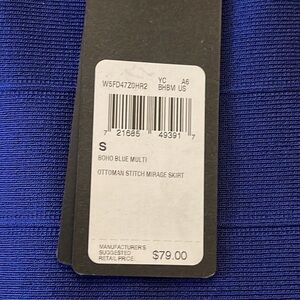 W5FD47Z0HR2 YC A6
BHBM US
7 21685 49391 7
S
BOHO BLUE MULTI
OTTOMAN STITCH MIRAGE SKIRT
MANUFACTURER'S
SUGGESTED
RETAIL PRICE: $79.00